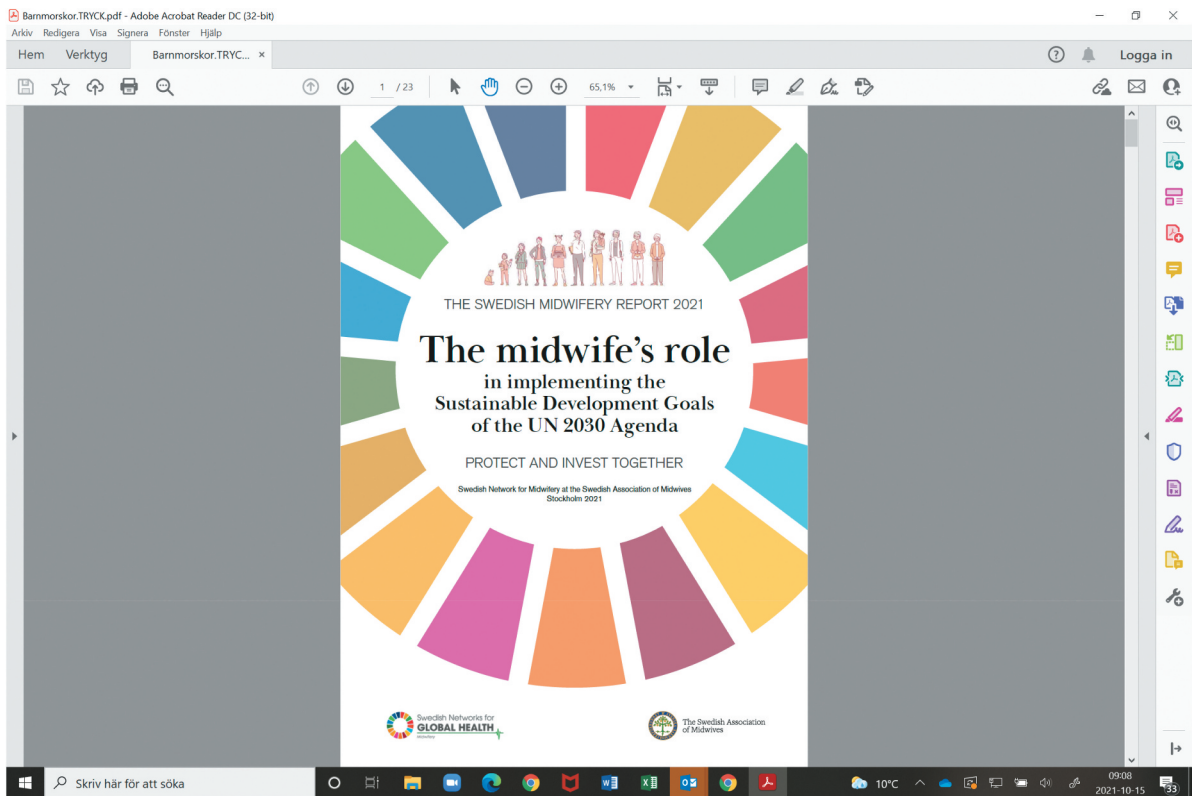 Barnmorskor.TRYCK.pdf - Adobe Acrobat Reader DC (32-bit)
Arkiv Redigera Visa Signera Fönster Hjälp
Hem Verktyg Barnmorskor.TRYC... × Logga in
1 / 23 65,1%
THE SWEDISH MIDWIFERY REPORT 2021
The midwife's role
in implementing the
Sustainable Development Goals
of the UN 2030 Agenda
PROTECT AND INVEST TOGETHER
Swedish Network for Midwifery at the Swedish Association of Midwives
Stockholm 2021
Swedish Networks for
GLOBAL HEALTH
Midwifery
The Swedish Association
of Midwives
Skriv här för att söka
10°C
09:08
2021-10-15
33